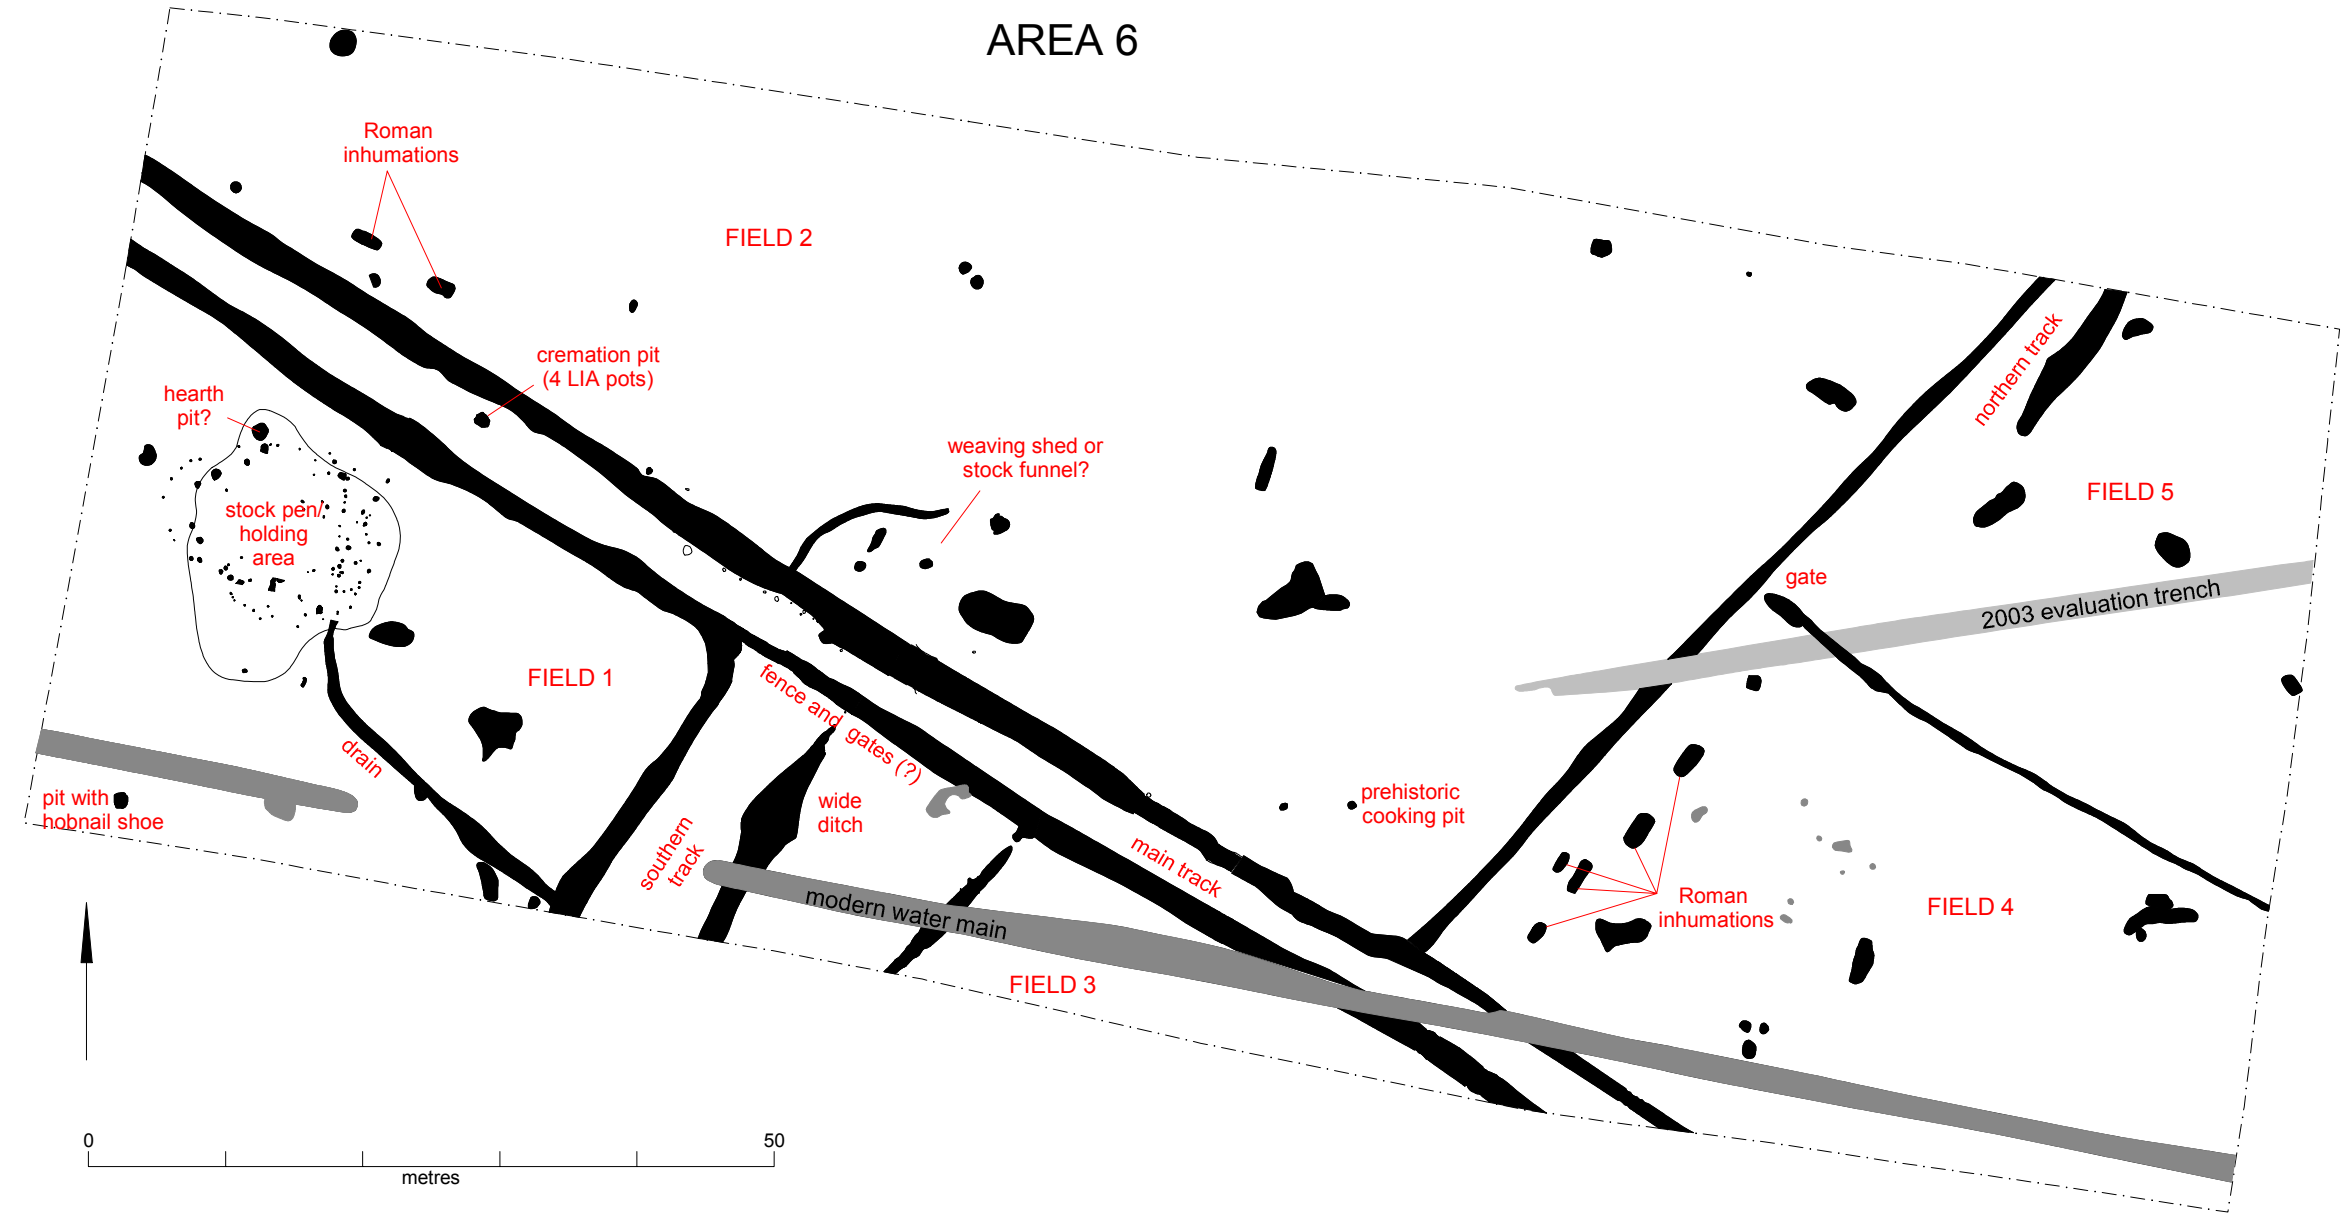 AREA 6
Roman
inhumations
FIELD 2
cremation pit
(4 LIA pots)
hearth
pit?
weaving shed or
stock funnel?
northern track
FIELD 5
stock pen/
holding
area
gate
2003 evaluation trench
FIELD 1
fence and
gates (?)
drain
pit with
hobnail shoe
wide
ditch
southern
track
prehistoric
cooking pit
main track
modern water main
Roman
inhumations
FIELD 4
FIELD 3
0
50
metres